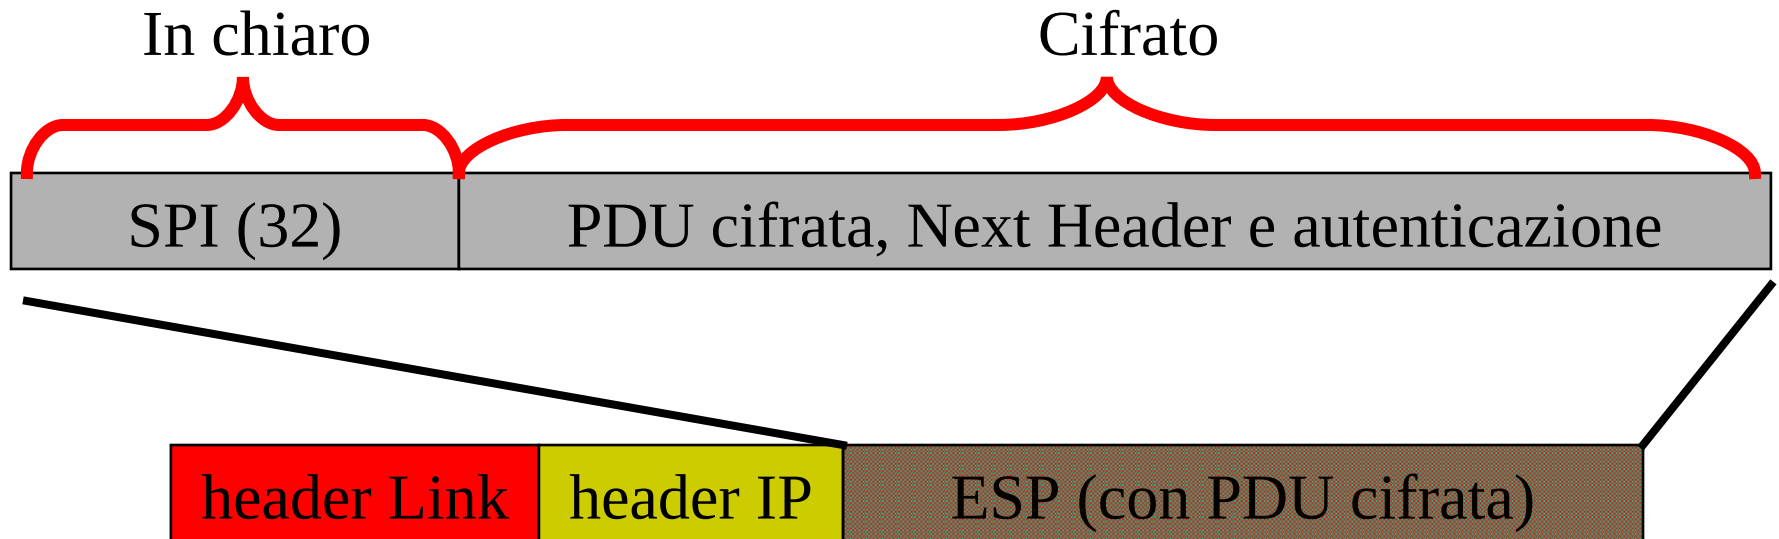 In chiaro
Cifrato
SPI (32)
PDU cifrata, Next Header e autenticazione
header Link
header IP
ESP (con PDU cifrata)